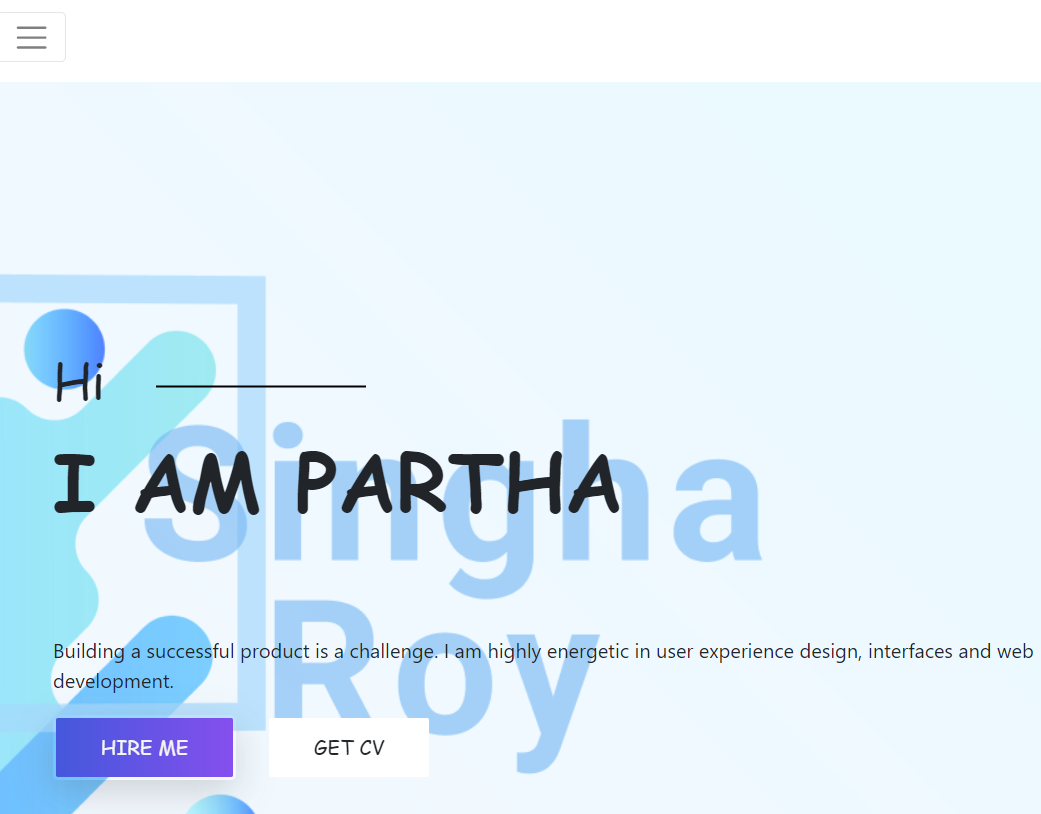 Hi
I AM PARTHA
Singha
Roy
Building a successful product is a challenge. I am highly energetic in user experience design, interfaces and web
development.
HIRE ME
GET CV